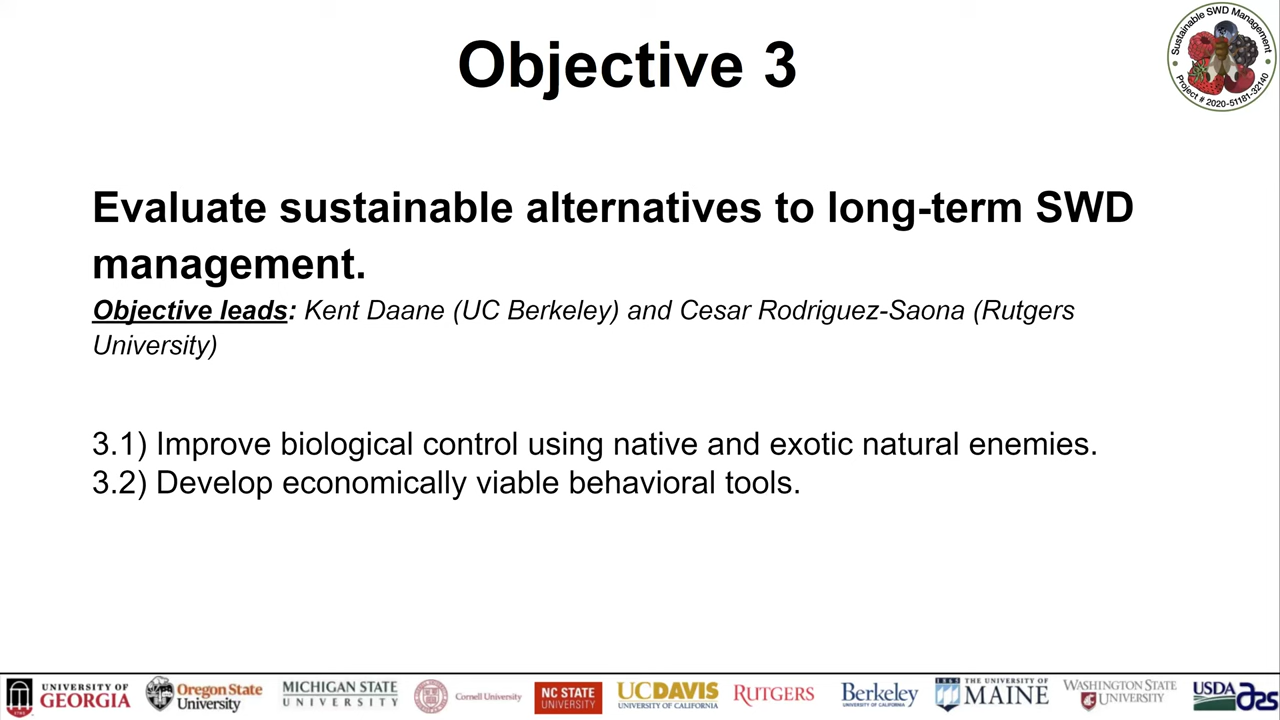 Objective 3
Sustainable SWD Management
Project # 2020-51181-32140
Evaluate sustainable alternatives to long-term SWD
management.
Objective leads: Kent Daane (UC Berkeley) and Cesar Rodriguez-Saona (Rutgers
University)
3.1) Improve biological control using native and exotic natural enemies.
3.2) Develop economically viable behavioral tools.
UNIVERSITY OF
GEORGIA
Oregon State
University
MICHIGAN STATE
UNIVERSITY
Cornell University
NC STATE
UNIVERSITY
UCDAVIS
UNIVERSITY OF CALIFORNIA
RUTGERS
Berkeley
UNIVERSITY OF CALIFORNIA
1865 THE UNIVERSITY OF
MAINE
WASHINGTON STATE
UNIVERSITY
USDA ars